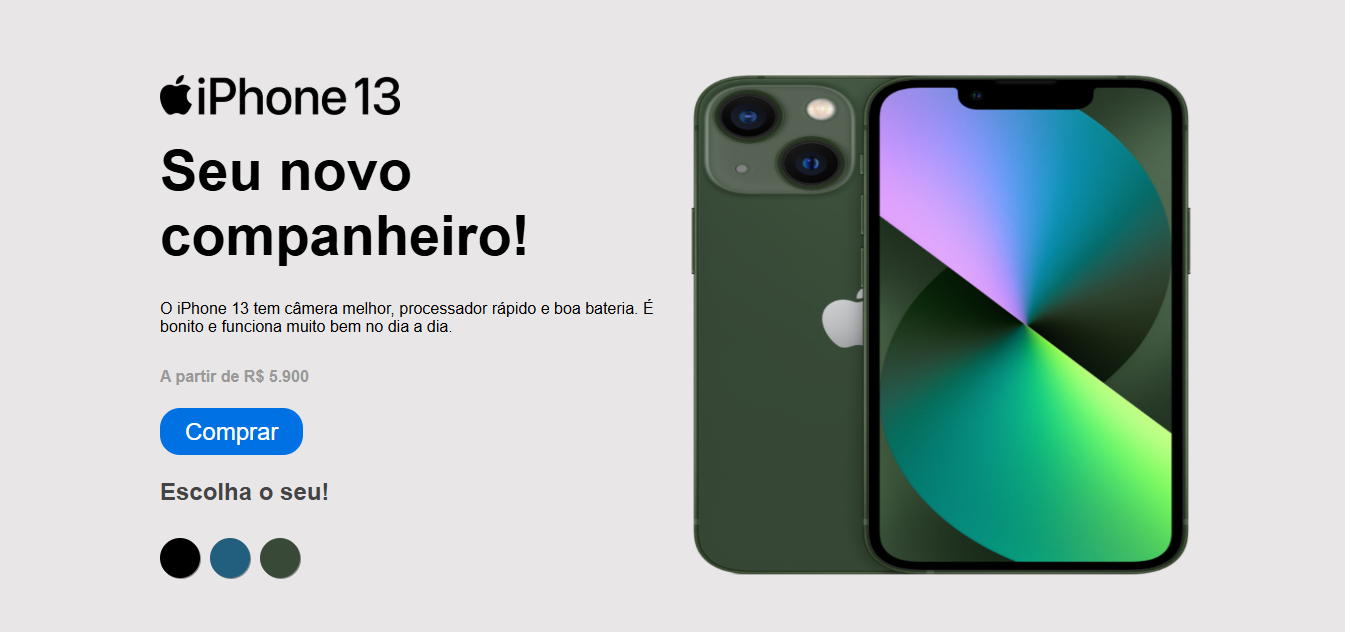 iPhone 13
Seu novo
companheiro!
O iPhone 13 tem câmera melhor, processador rápido e boa bateria. É
bonito e funciona muito bem no dia a dia.
A partir de R$ 5.900
Comprar
Escolha o seu!